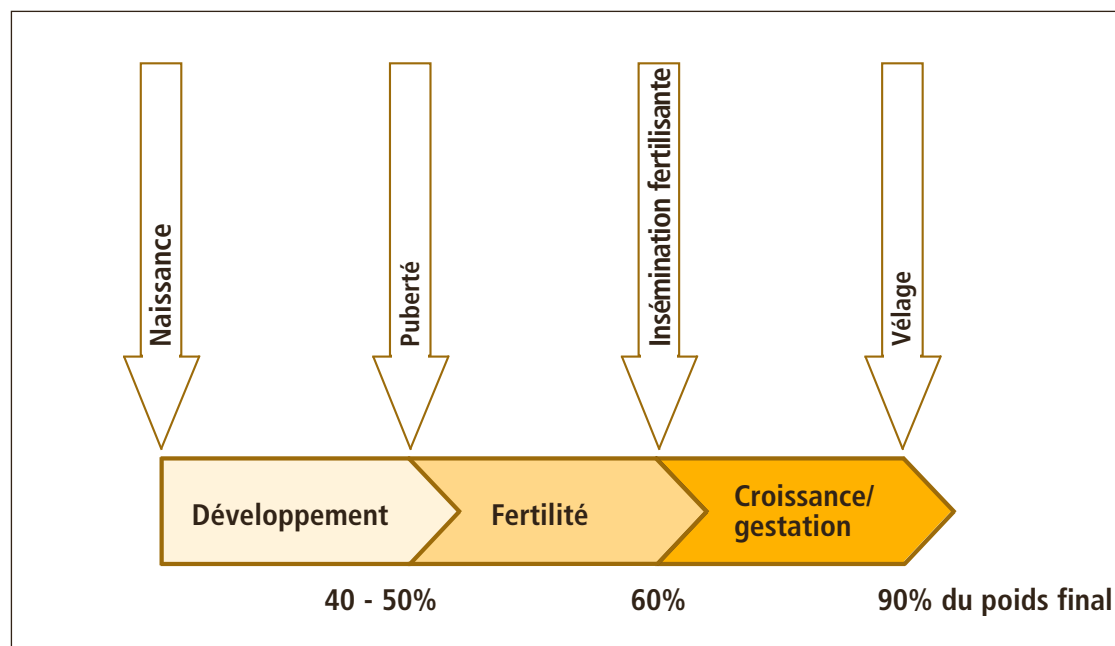 Naissance
Puberté
Insémination fertilisante
Vélage
Développement
Fertilité
Croissance/
gestation
40 - 50%
60%
90% du poids final